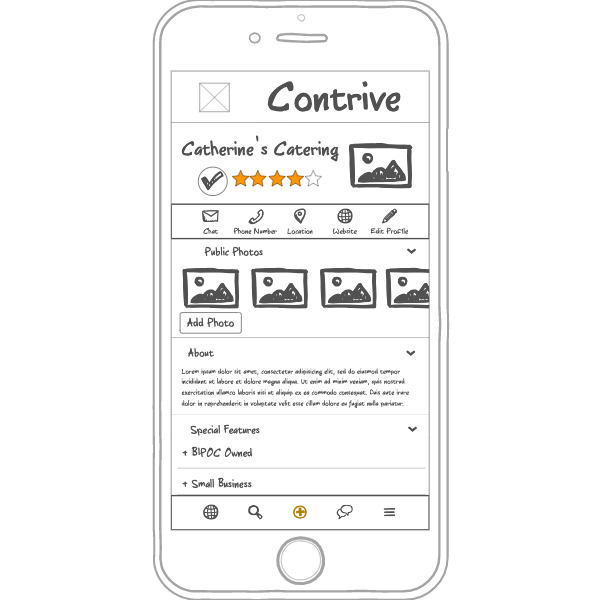 Contrive
Catherine's Catering
Chat Phone Number Location Website Edit Profile
Public Photos
Add Photo
About
Lorem ipsum dolor sit amet, consectetur adipisicing elit, sed do eiusmod tempor
incididunt ut labore et dolore magna aliqua. Ut enim ad minim veniam, quis nostrud
exercitation ullamco laboris nisi ut aliquip ex ea commodo consequat. Duis aute irure
dolor in reprehenderit in voluptate velit esse cillum dolore eu fugiat nulla pariatur.
Special Features
+ BIPOC Owned
+ Small Business